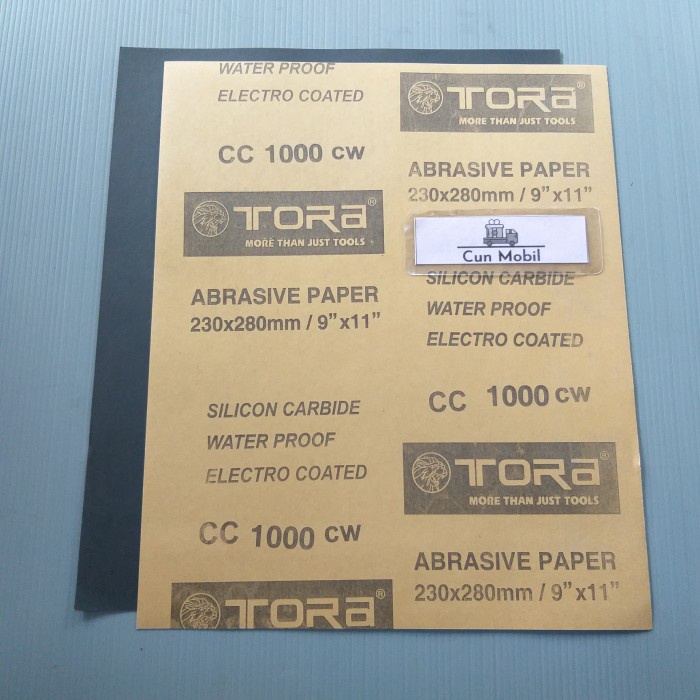 WATER PROOF
ELECTRO COATED
CC 1000 CW
TORA®
MORE THAN JUST TOOLS
ABRASIVE PAPER
230x280mm / 9”x11”
SILICON CARBIDE
WATER PROOF
ELECTRO COATED
CC 1000 CW
TORA®
TORA®
MORE THAN JUST TOOLS
ABRASIVE PAPER
230x280mm / 9”x11”
Cun Mobil
SILICON CARBIDE
WATER PROOF
ELECTRO COATED
CC 1000 CW
TORA®
MORE THAN JUST TOOLS
ABRASIVE PAPER
230x280mm / 9”x11”